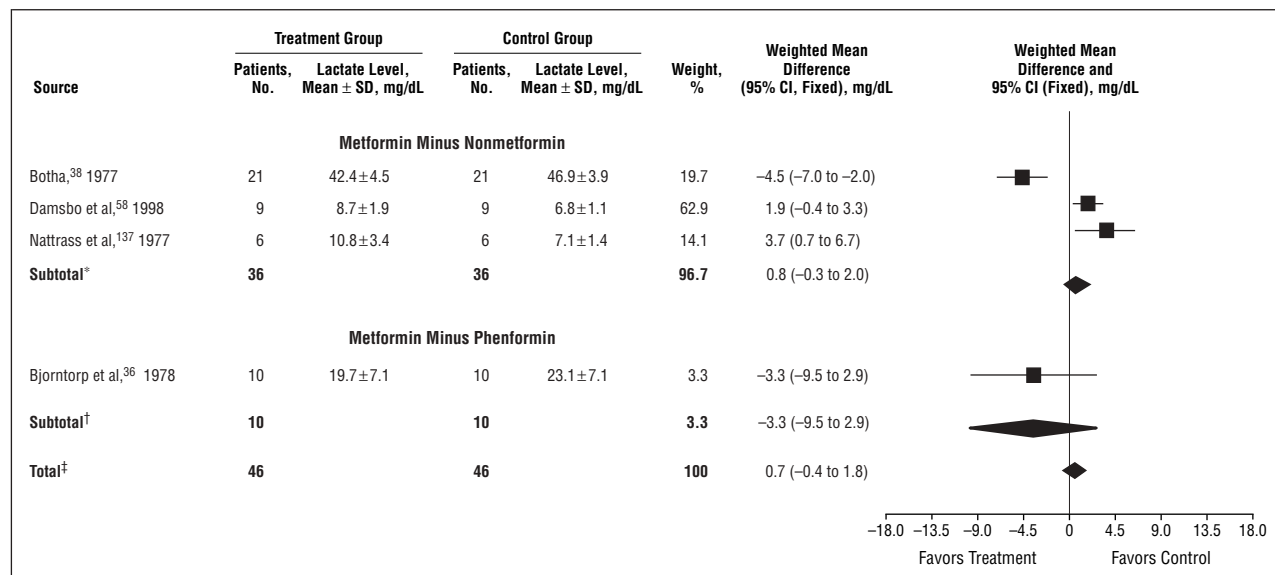 Treatment Group Control Group
Source Patients, No. Lactate Level, Mean ± SD, mg/dL Patients, No. Lactate Level, Mean ± SD, mg/dL Weight, % Weighted Mean Difference (95% CI, Fixed), mg/dL Weighted Mean Difference and 95% CI (Fixed), mg/dL
Metformin Minus Nonmetformin
Botha,38 1977 21 42.4±4.5 21 46.9±3.9 19.7 –4.5 (–7.0 to –2.0)
Damsbo et al,58 1998 9 8.7±1.9 9 6.8±1.1 62.9 1.9 (–0.4 to 3.3)
Nattrass et al,137 1977 6 10.8±3.4 6 7.1±1.4 14.1 3.7 (0.7 to 6.7)
Subtotal* 36 36 96.7 0.8 (–0.3 to 2.0)
Metformin Minus Phenformin
Bjorntorp et al,36 1978 10 19.7±7.1 10 23.1±7.1 3.3 –3.3 (–9.5 to 2.9)
Subtotal† 10 10 3.3 –3.3 (–9.5 to 2.9)
Total‡ 46 46 100 0.7 (–0.4 to 1.8)
–18.0 –13.5 –9.0 –4.5 0 4.5 9.0 13.5 18.0
Favors Treatment Favors Control